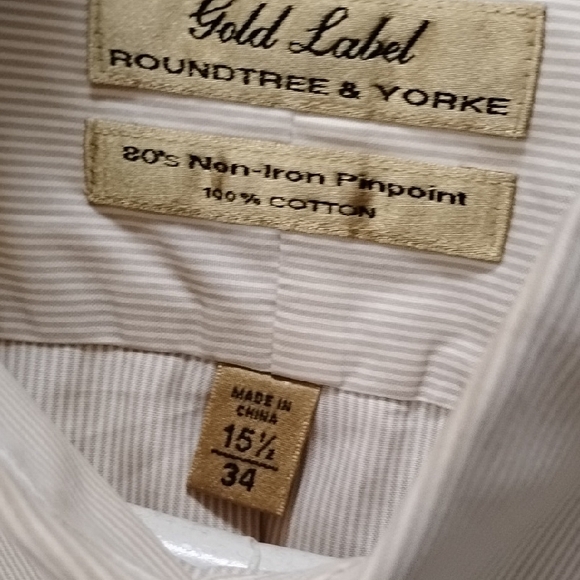 Gold Label
ROUNDTREE & YORKE
80's Non-Iron Pinpoint
100% COTTON
MADE IN
CHINA
15½
34